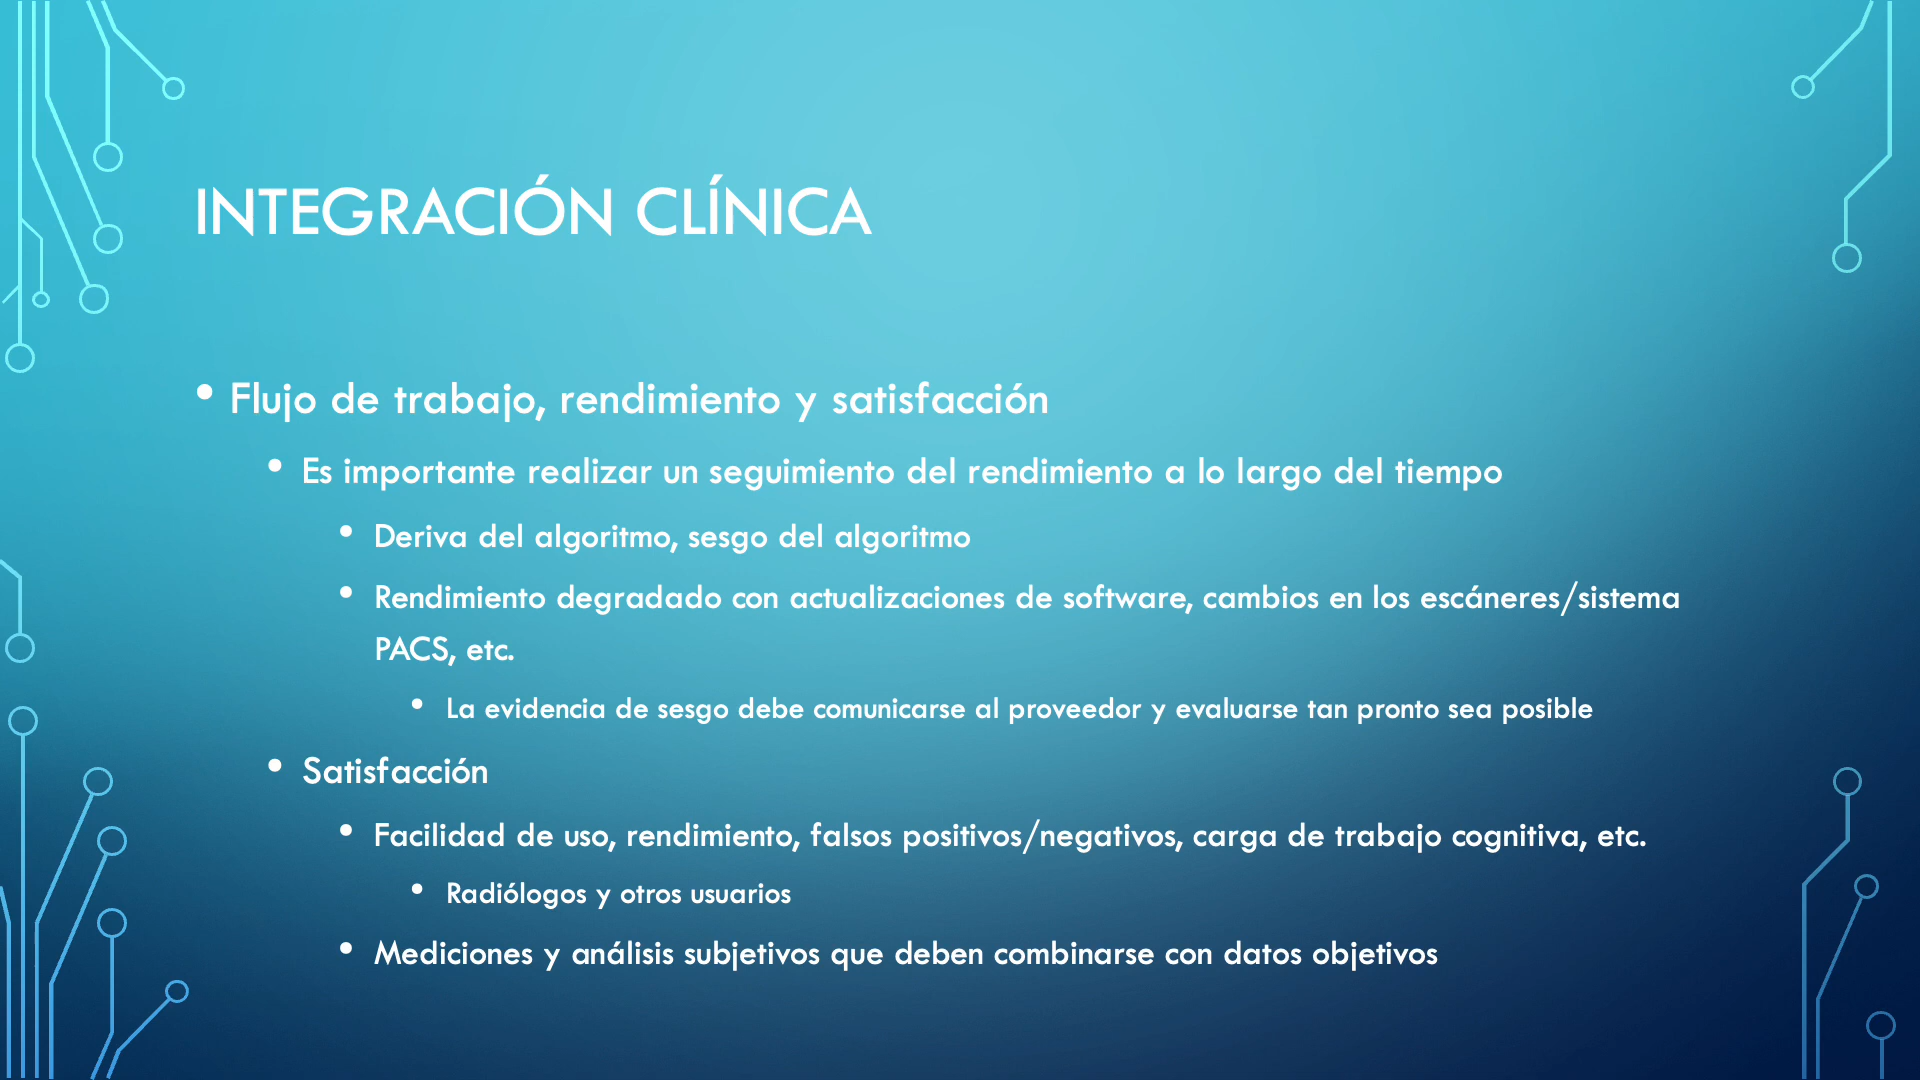 INTEGRACIÓN CLÍNICA
• Flujo de trabajo, rendimiento y satisfacción
• Es importante realizar un seguimiento del rendimiento a lo largo del tiempo
• Deriva del algoritmo, sesgo del algoritmo
• Rendimiento degradado con actualizaciones de software, cambios en los escáneres/sistema
PACS, etc.
• La evidencia de sesgo debe comunicarse al proveedor y evaluarse tan pronto sea posible
• Satisfacción
• Facilidad de uso, rendimiento, falsos positivos/negativos, carga de trabajo cognitiva, etc.
• Radiólogos y otros usuarios
• Mediciones y análisis subjetivos que deben combinarse con datos objetivos